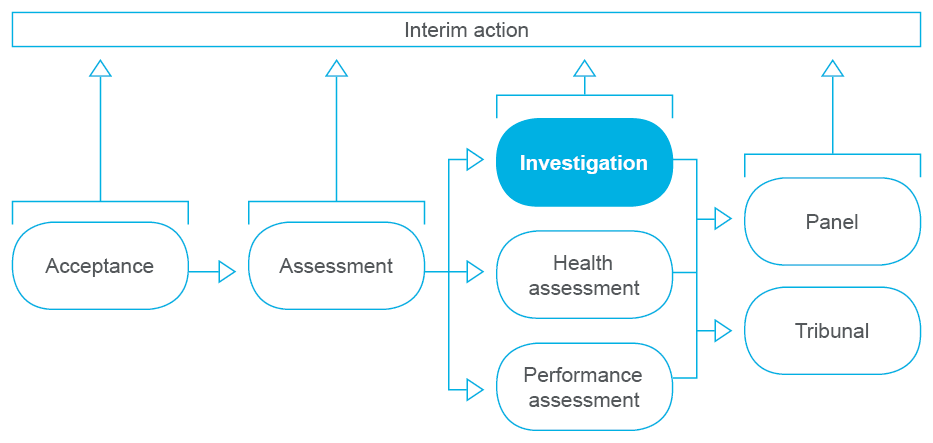 Interim action
Acceptance
Assessment
Investigation
Health
assessment
Performance
assessment
Panel
Tribunal